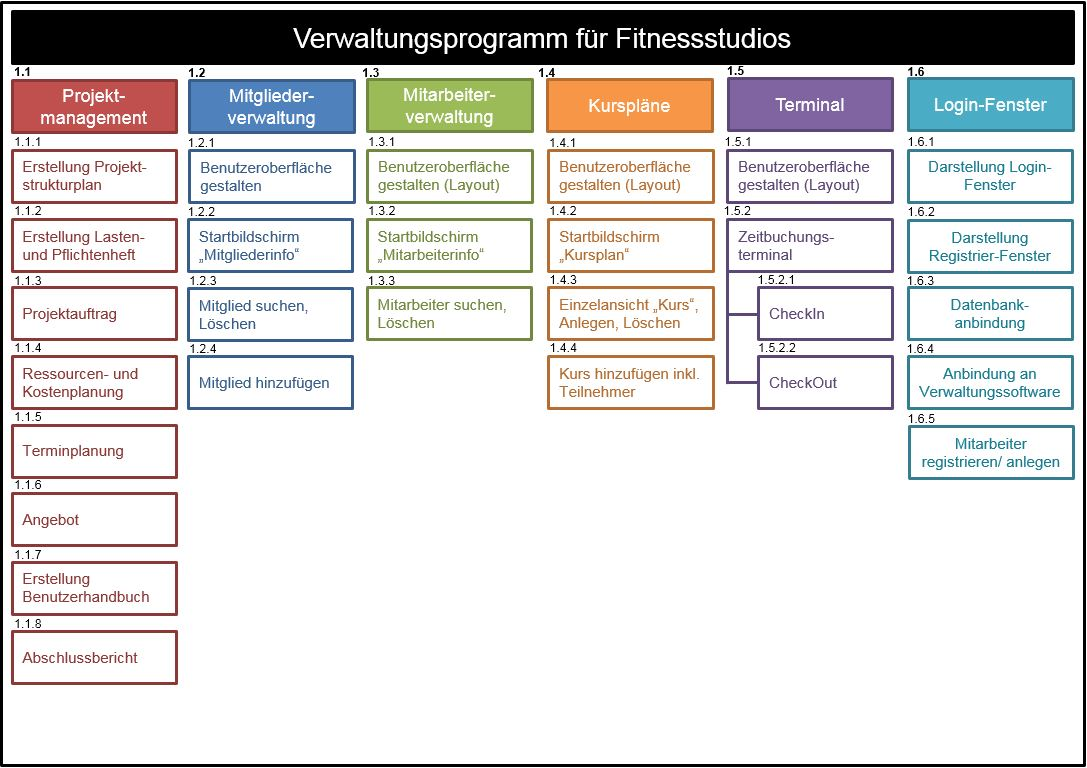 Verwaltungsprogramm für Fitnessstudios
1.1
Projekt-
management
1.1.1
Erstellung Projekt-
strukturplan
1.1.2
Erstellung Lasten-
und Pflichtenheft
1.1.3
Projektauftrag
1.1.4
Ressourcen- und
Kostenplanung
1.1.5
Terminplanung
1.1.6
Angebot
1.1.7
Erstellung
Benutzerhandbuch
1.1.8
Abschlussbericht
1.2
Mitglieder-
verwaltung
1.2.1
Benutzeroberfläche
gestalten
1.2.2
Startbildschirm
„Mitgliederinfo“
1.2.3
Mitglied suchen,
Löschen
1.2.4
Mitglied hinzufügen
1.3
Mitarbeiter-
verwaltung
1.3.1
Benutzeroberfläche
gestalten (Layout)
1.3.2
Startbildschirm
„Mitarbeiterinfo“
1.3.3
Mitarbeiter suchen,
Löschen
1.4
Kurspläne
1.4.1
Benutzeroberfläche
gestalten (Layout)
1.4.2
Startbildschirm
„Kursplan“
1.4.3
Einzelansicht „Kurs“,
Anlegen, Löschen
1.4.4
Kurs hinzufügen inkl.
Teilnehmer
1.5
Terminal
1.5.1
Benutzeroberfläche
gestalten (Layout)
1.5.2
Zeitbuchungs-
terminal
1.5.2.1
CheckIn
1.5.2.2
CheckOut
1.6
Login-Fenster
1.6.1
Darstellung Login-
Fenster
1.6.2
Darstellung
Registrier-Fenster
1.6.3
Datenbank-
anbindung
1.6.4
Anbindung an
Verwaltungssoftware
1.6.5
Mitarbeiter
registrieren/ anlegen